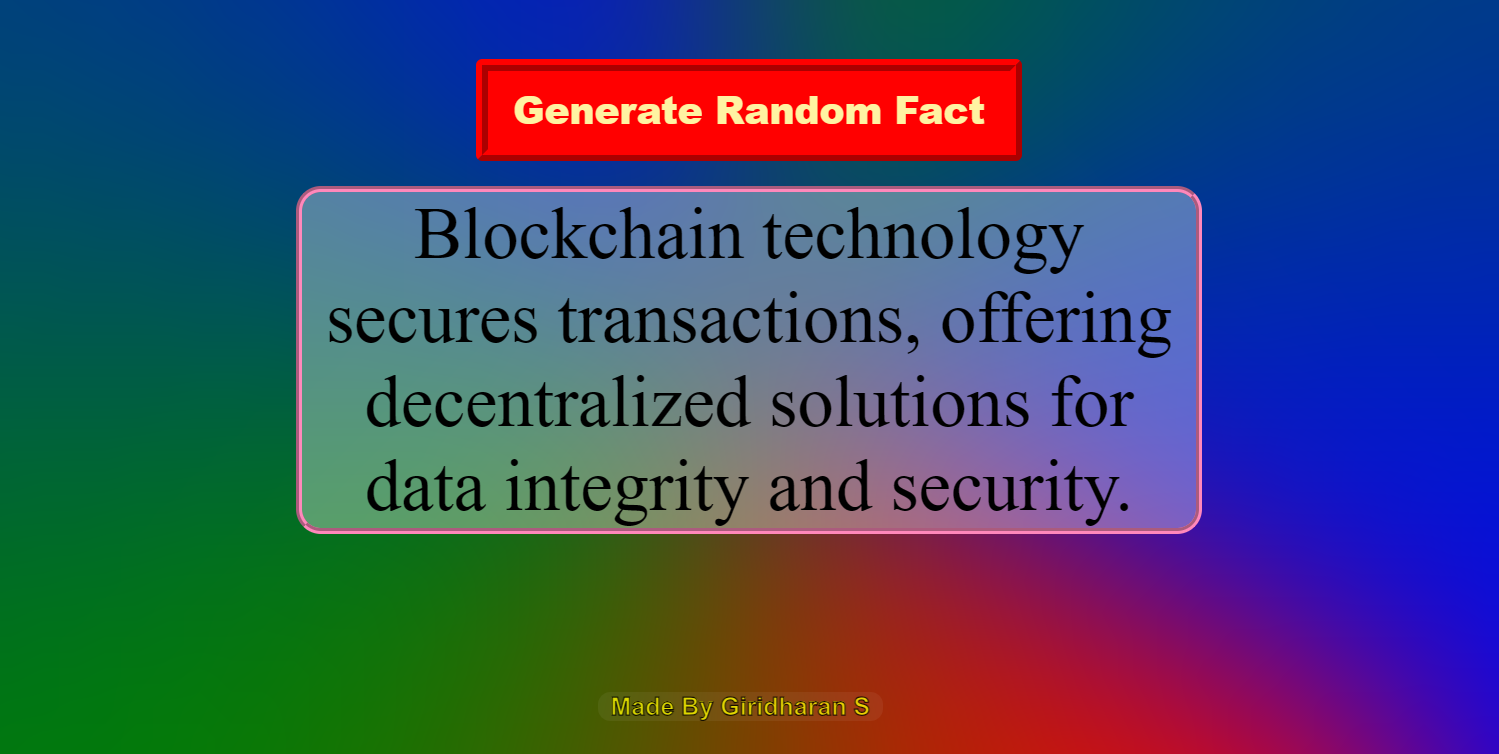 Generate Random Fact
Blockchain technology
secures transactions, offering
decentralized solutions for
data integrity and security.
Made By Giridharan S